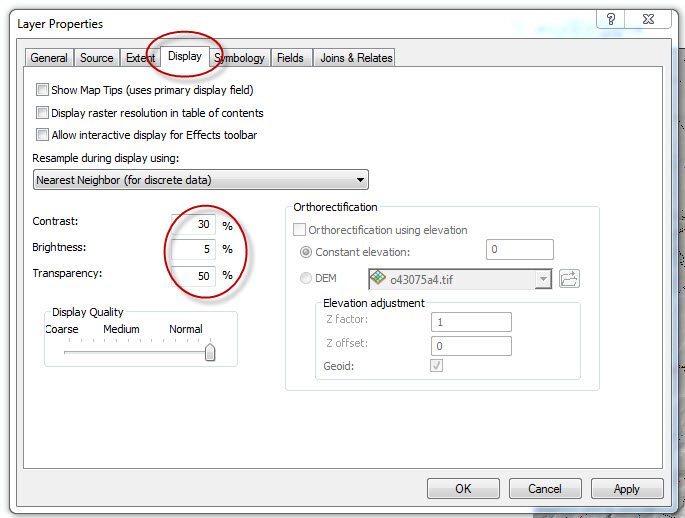 Layer Properties
General Source Extent Display Symbology Fields Joins & Relates
Show Map Tips (uses primary display field)
Display raster resolution in table of contents
Allow interactive display for Effects toolbar
Resample during display using:
Nearest Neighbor (for discrete data)
Contrast: 30 %
Brightness: 5 %
Transparency: 50 %
Display Quality
Coarse Medium Normal
Orthorectification
Orthorectification using elevation
Constant elevation: 0
DEM o43075a4.tif
Elevation adjustment
Z factor: 1
Z offset: 0
Geoid:
OK Cancel Apply